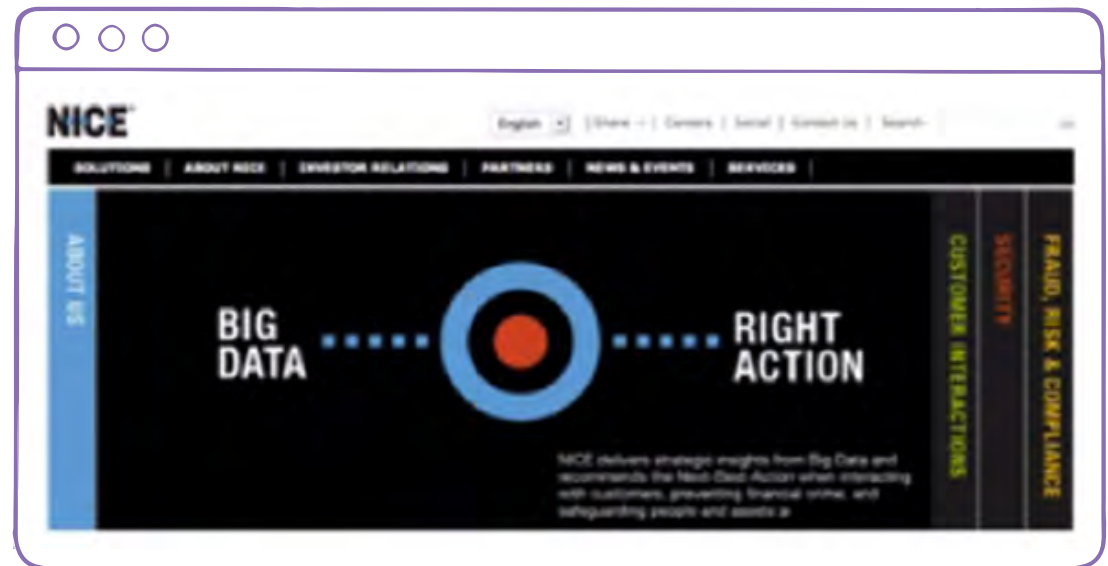 NICE
English | Share | Careers | Social | Contact Us | Search
SOLUTIONS | ABOUT NICE | INVESTOR RELATIONS | PARTNERS | NEWS & EVENTS | SERVICES |
ABOUT US
BIG
DATA
RIGHT
ACTION
NICE delivers strategic insights from Big Data and
recommends the Next-Best-Action when interacting
with customers, preventing financial crime, and
safeguarding people and assets
CUSTOMER INTERACTIONS
SECURITY
FRAUD, RISK & COMPLIANCE